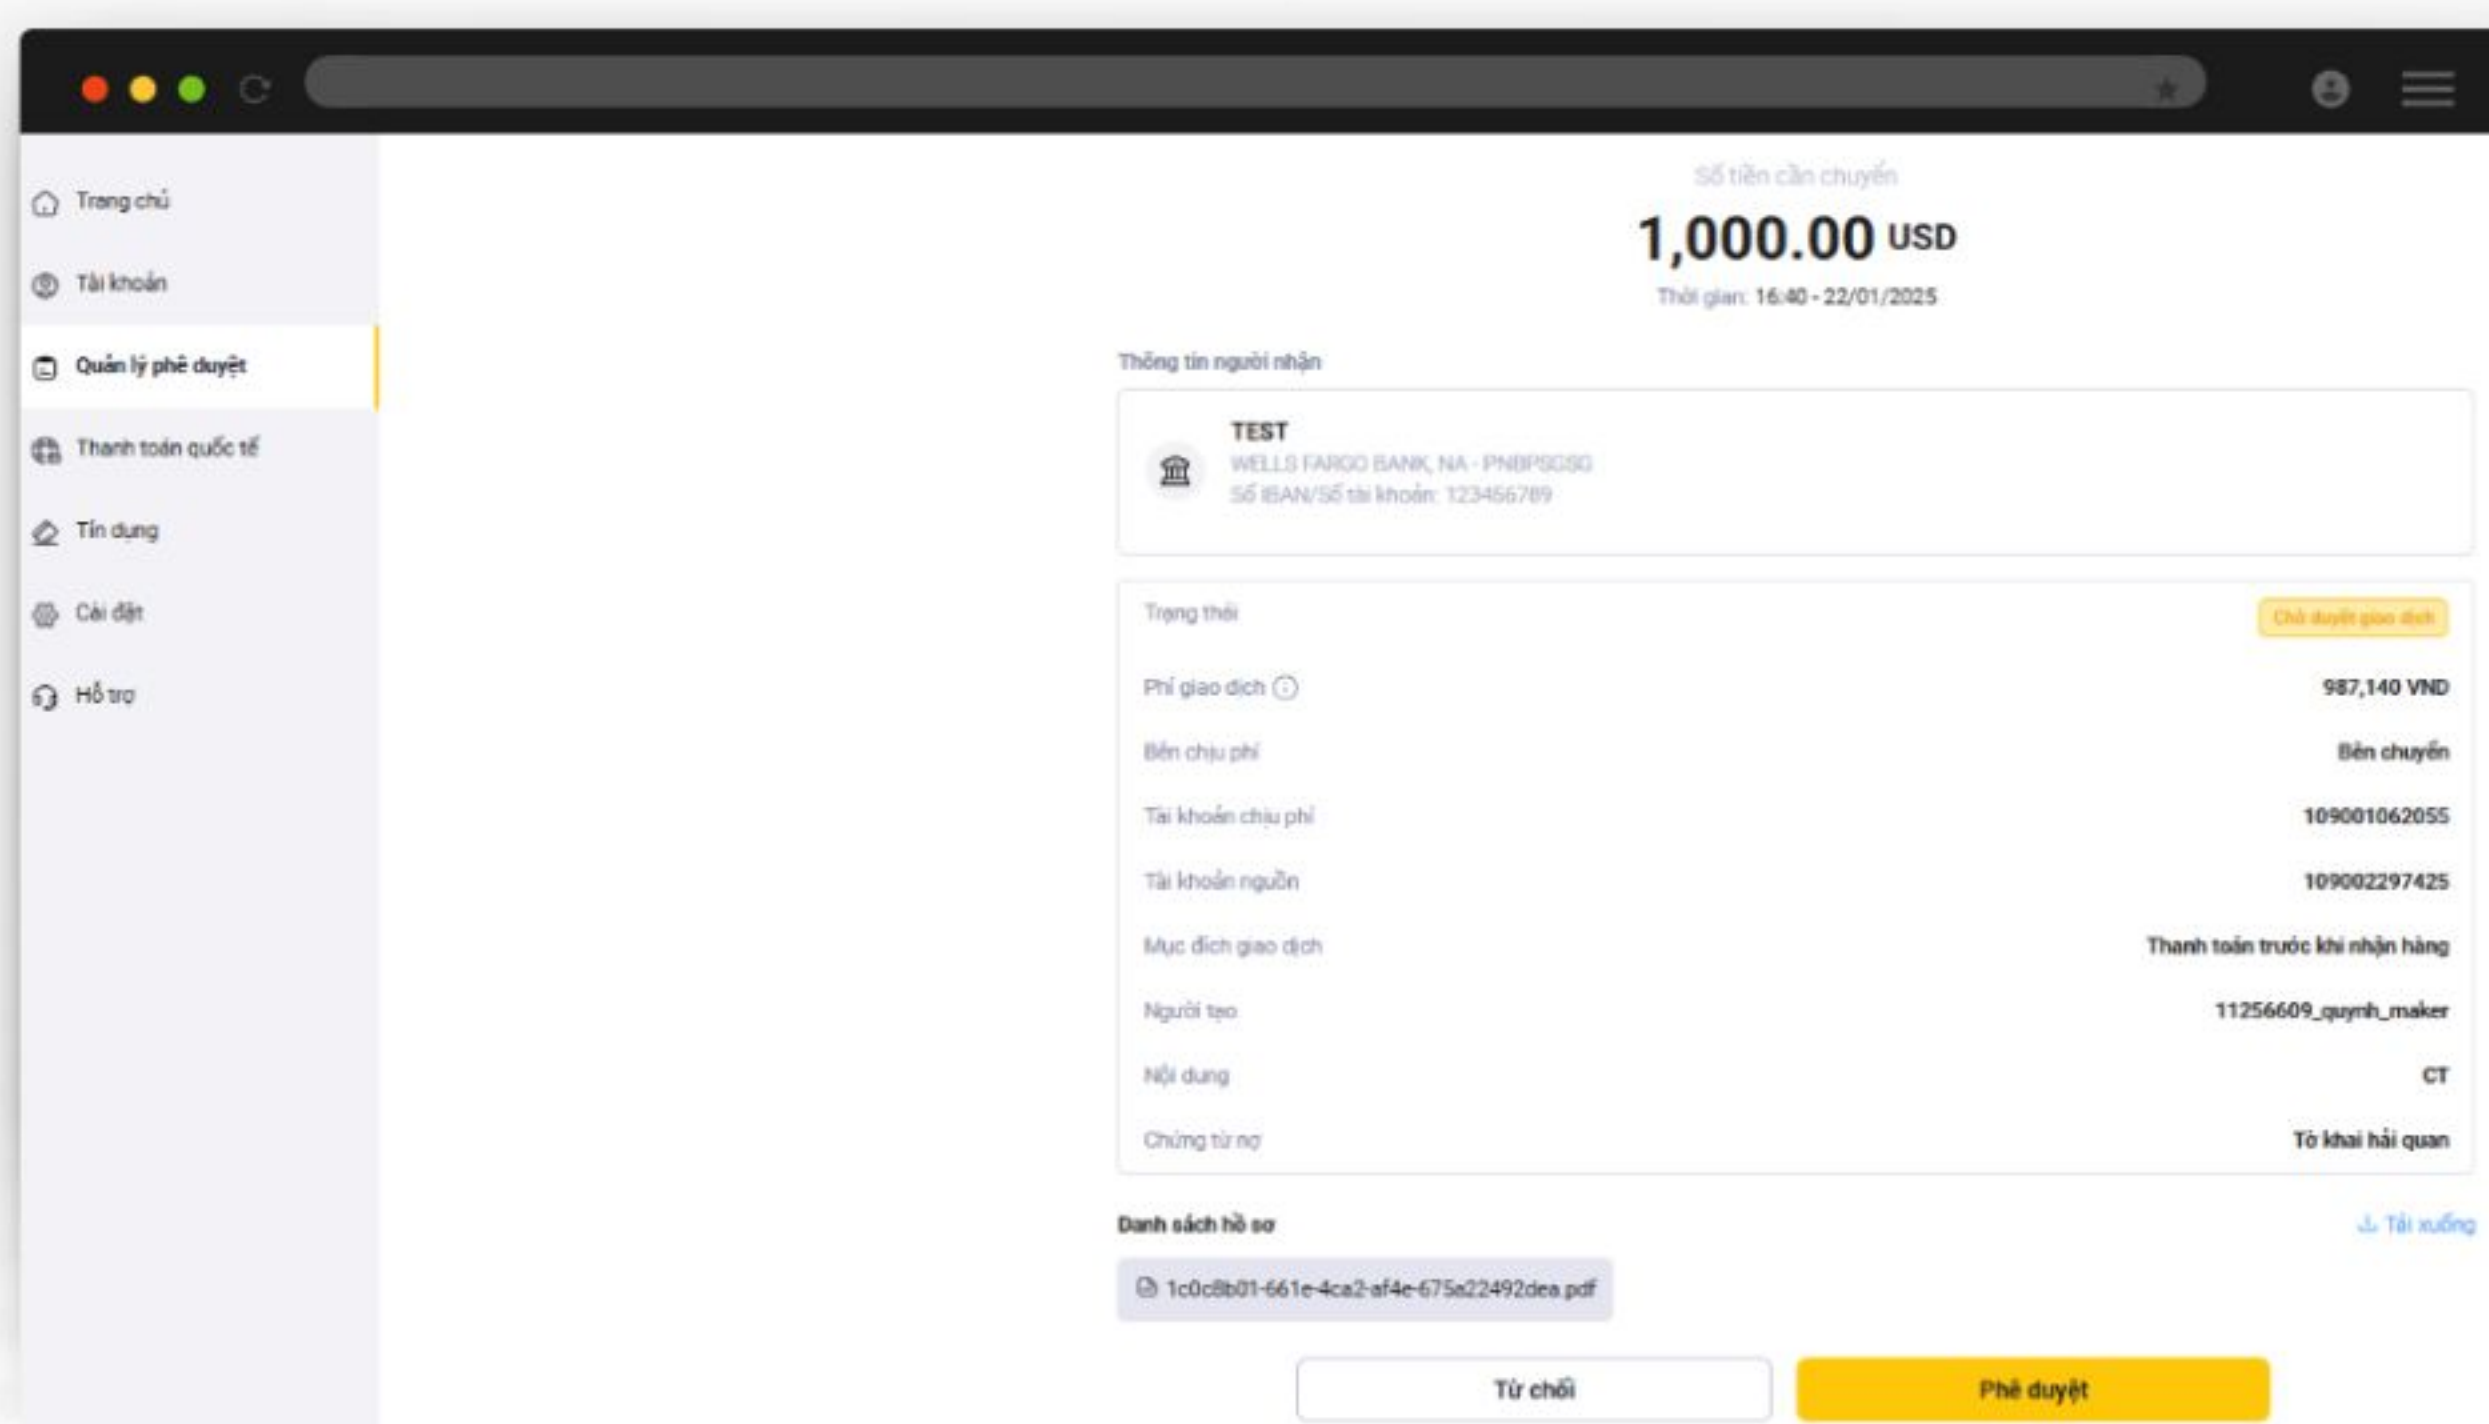 Trang chủ
Tài khoản
Quản lý phê duyệt
Thanh toán quốc tế
Tín dụng
Cài đặt
Hỗ trợ
Số tiền cần chuyển
1,000.00 USD
Thời gian: 16:40 - 22/01/2025
Thông tin người nhận
TEST
WELLS FARGO BANK, NA - PNBPSGSG
Số IBAN/Số tài khoản: 123456789
Trạng thái Chờ duyệt giao dịch
Phí giao dịch 987,140 VND
Bên chịu phí Bên chuyển
Tài khoản chịu phí 109001062055
Tài khoản nguồn 109002297425
Mục đích giao dịch Thanh toán trước khi nhận hàng
Người tạo 11256609_quynh_maker
Nội dung CT
Chứng từ nợ Tờ khai hải quan
Danh sách hồ sơ Tải xuống
1c0c8b01-661e-4ca2-af4e-675a22492dea.pdf
Từ chối Phê duyệt